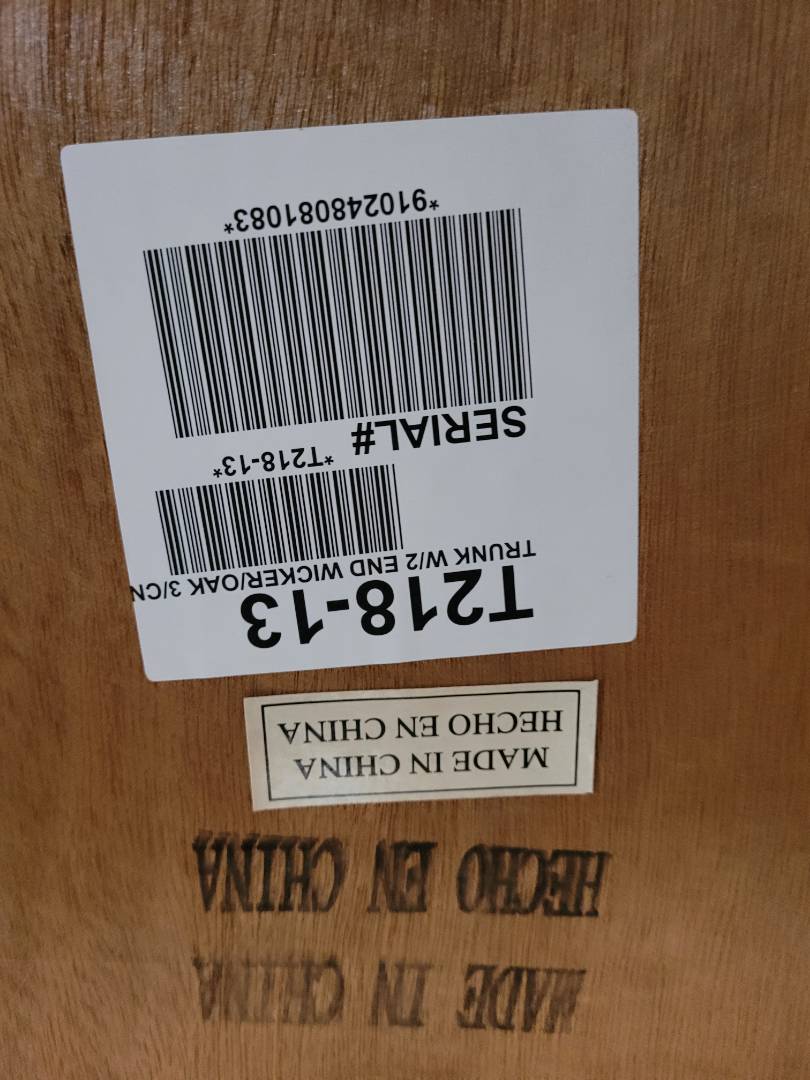 MADE IN CHINA
HECHO EN CHINA
MADE IN CHINA
HECHO EN CHINA
T218-13
TRUNK W/2 END WICKER/OAK 3/CN
*T218-13*
SERIAL#
*910248081083*